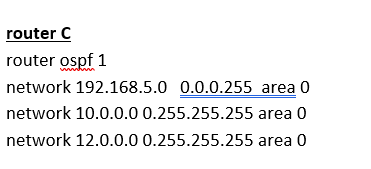 router C
router ospf 1
network 192.168.5.0   0.0.0.255  area 0
network 10.0.0.0 0.255.255.255 area 0
network 12.0.0.0 0.255.255.255 area 0